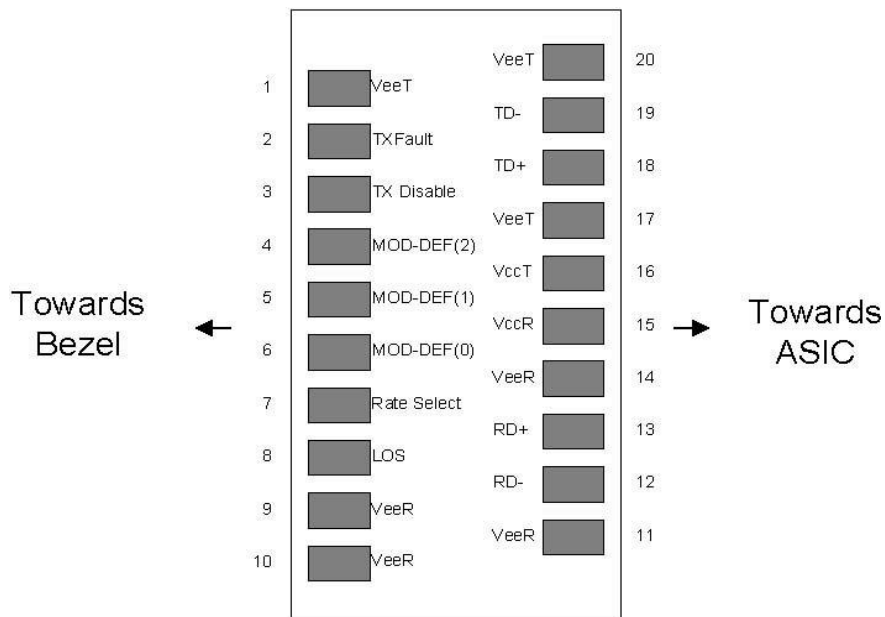 VeeT 20
1 VeeT
TD- 19
2 TXFault
TD+ 18
3 TX Disable
VeeT 17
4 MOD-DEF(2)
VccT 16
5 MOD-DEF(1)
Towards
Bezel
VccR 15
Towards
ASIC
6 MOD-DEF(0)
VeeR 14
7 Rate Select
RD+ 13
8 LOS
RD- 12
9 VeeR
VeeR 11
10 VeeR